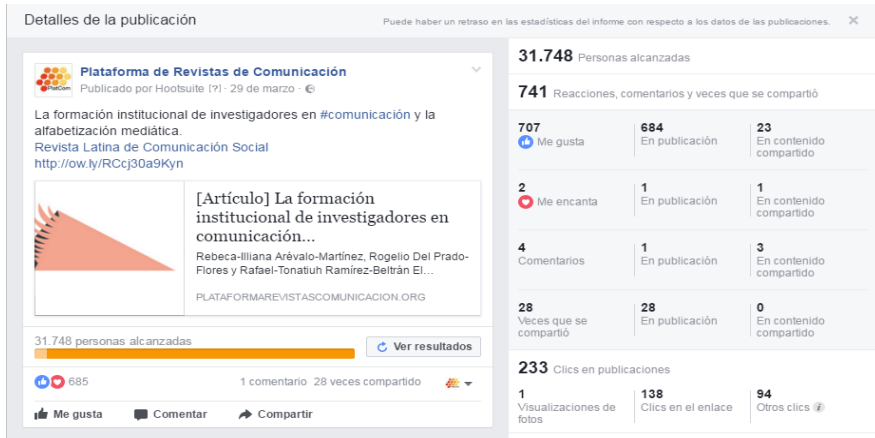 Detalles de la publicación
Puede haber un retraso en las estadísticas del informe con respecto a los datos de las publicaciones.
PlatCom
Plataforma de Revistas de Comunicación
Publicado por Hootsuite [?] · 29 de marzo ·
La formación institucional de investigadores en #comunicación y la
alfabetización mediática.
Revista Latina de Comunicación Social
http://ow.ly/RCcj30a9Kyn
[Artículo] La formación
institucional de investigadores en
comunicación...
Rebeca-Illiana Arévalo-Martínez, Rogelio Del Prado-
Flores y Rafael-Tonatiuh Ramírez-Beltrán El...
PLATAFORMAREVISTASCOMUNICACION.ORG
31.748 personas alcanzadas
Ver resultados
685
1 comentario 28 veces compartido
Me gusta Comentar Compartir
31.748 Personas alcanzadas
741 Reacciones, comentarios y veces que se compartió
707
Me gusta
684
En publicación
23
En contenido
compartido
2
Me encanta
1
En publicación
1
En contenido
compartido
4
Comentarios
1
En publicación
3
En contenido
compartido
28
Veces que se
compartió
28
En publicación
0
En contenido
compartido
233 Clics en publicaciones
1
Visualizaciones de
fotos
138
Clics en el enlace
94
Otros clics i